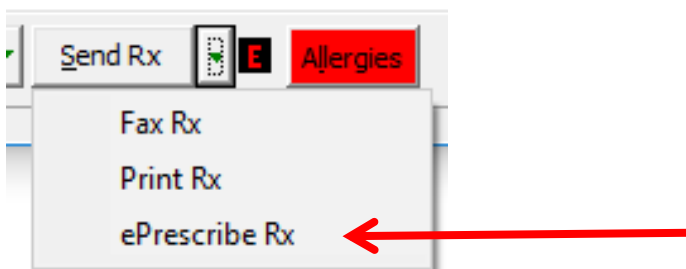 Send Rx E Allergies
Fax Rx
Print Rx
ePrescribe Rx